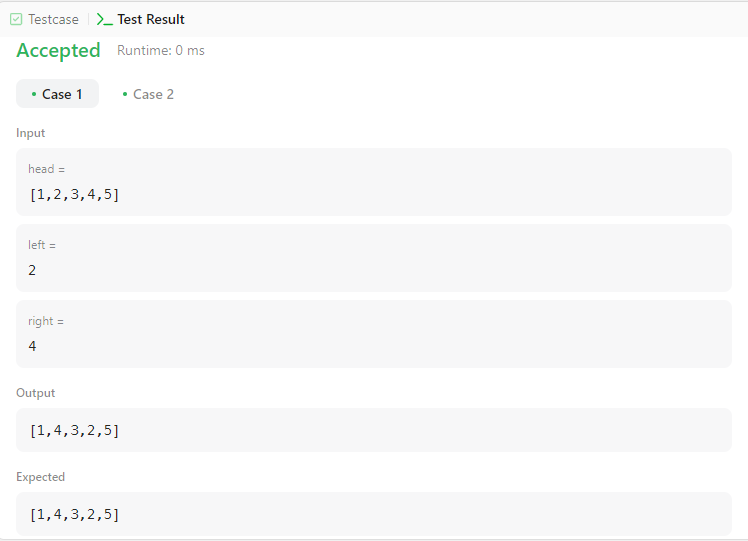 Testcase Test Result
Accepted Runtime: 0 ms
Case 1 Case 2
Input
head =
[1,2,3,4,5]
left =
2
right =
4
Output
[1,4,3,2,5]
Expected
[1,4,3,2,5]